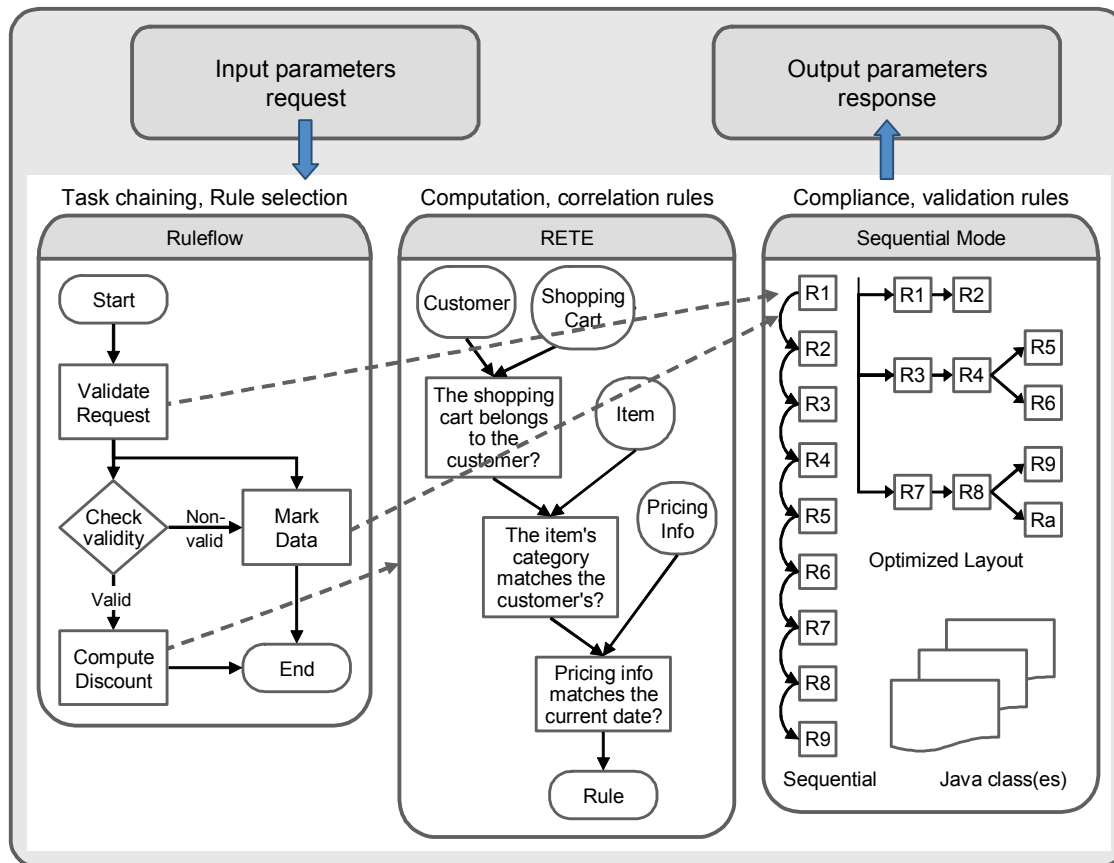 Input parameters
request
Output parameters
response
Task chaining, Rule selection
Ruleflow
Start
Validate
Request
Check
validity
Non-
valid
Mark
Data
Valid
Compute
Discount
End
Computation, correlation rules
RETE
Customer
Shopping
Cart
The shopping
cart belongs
to the
customer?
Item
The item's
category
matches the
customer's?
Pricing
Info
Pricing info
matches the
current date?
Rule
Compliance, validation rules
Sequential Mode
R1
R2
R3
R4
R5
R6
R7
R8
R9
Sequential
R1
R2
R3
R4
R5
R6
R7
R8
R9
Ra
Optimized Layout
Java class(es)